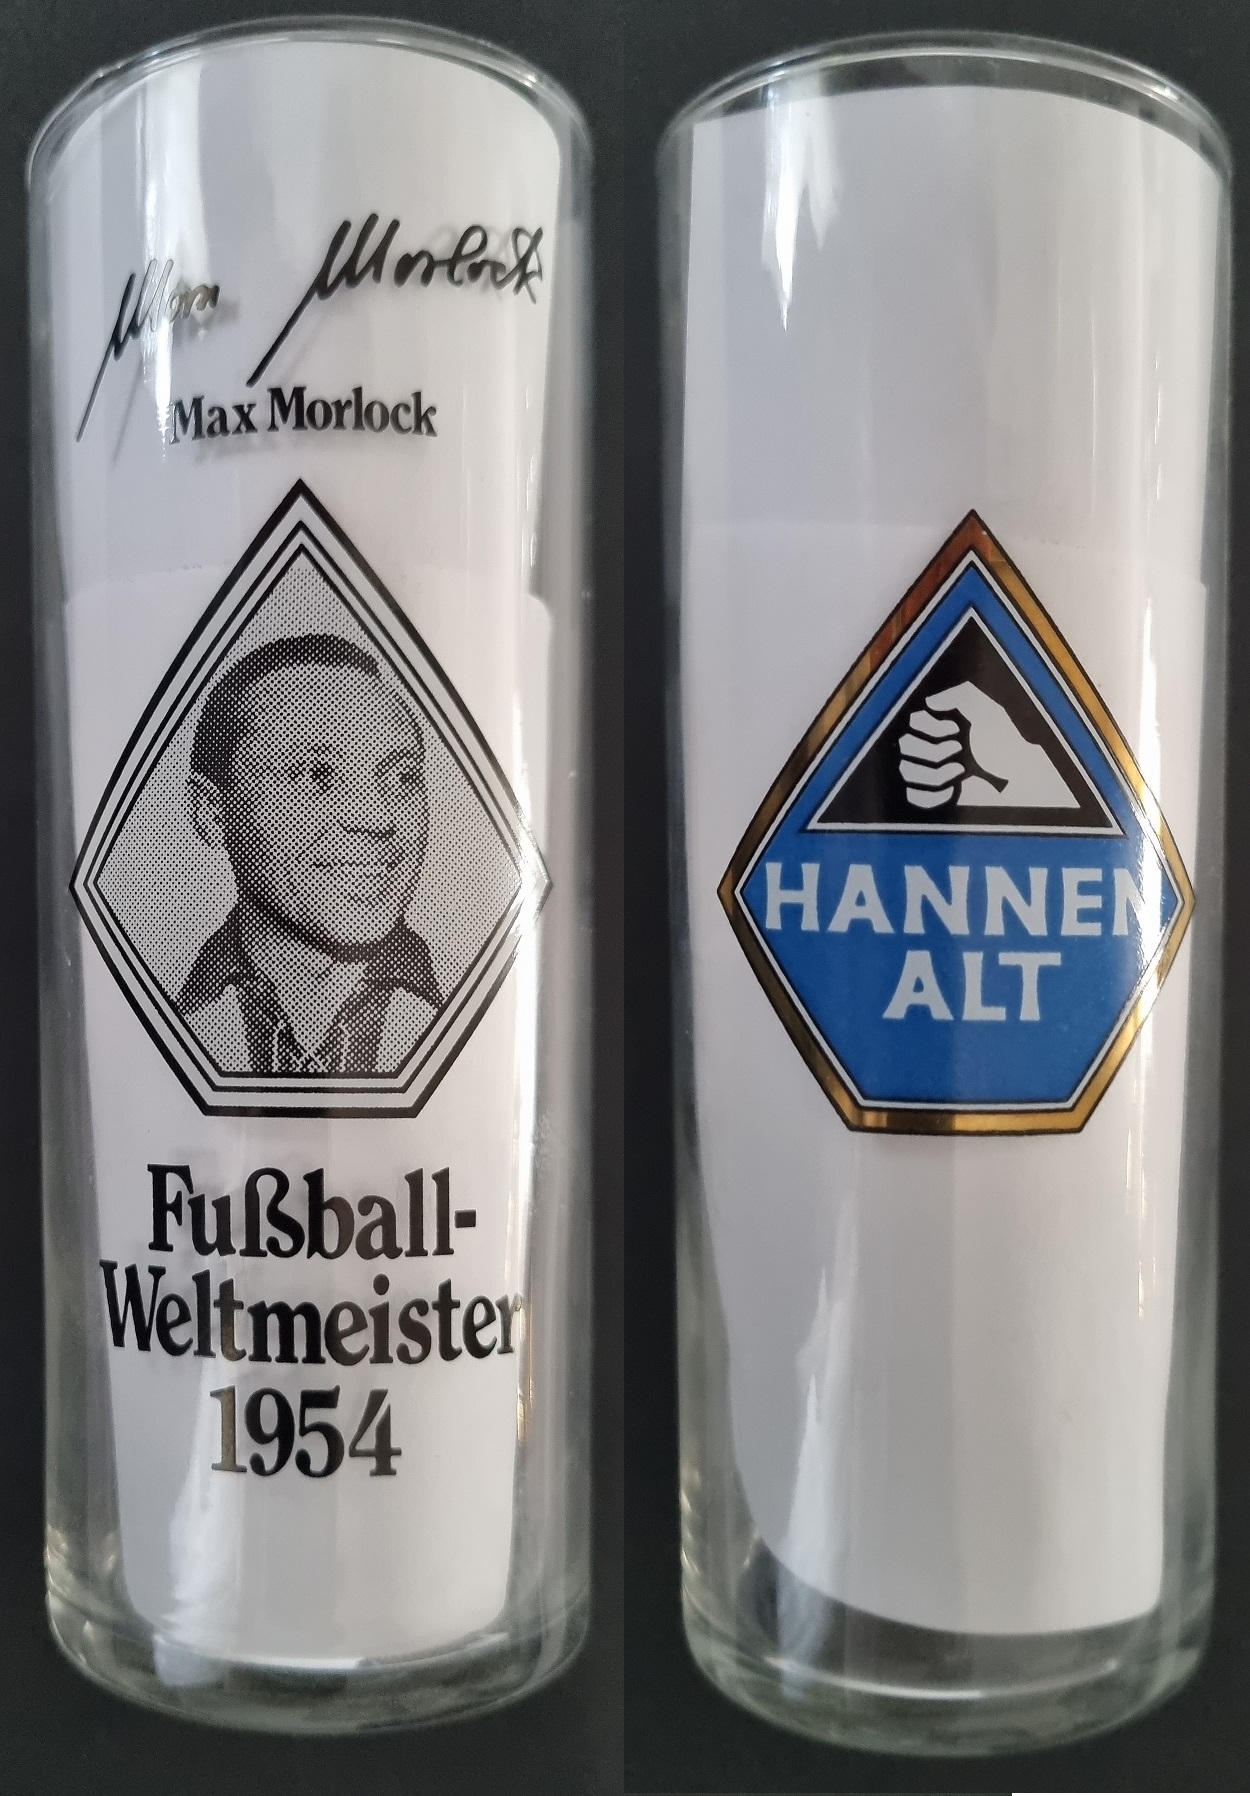 Max Morlock
Max Morlock
Fußball-
Weltmeister
1954
HANNEN
ALT